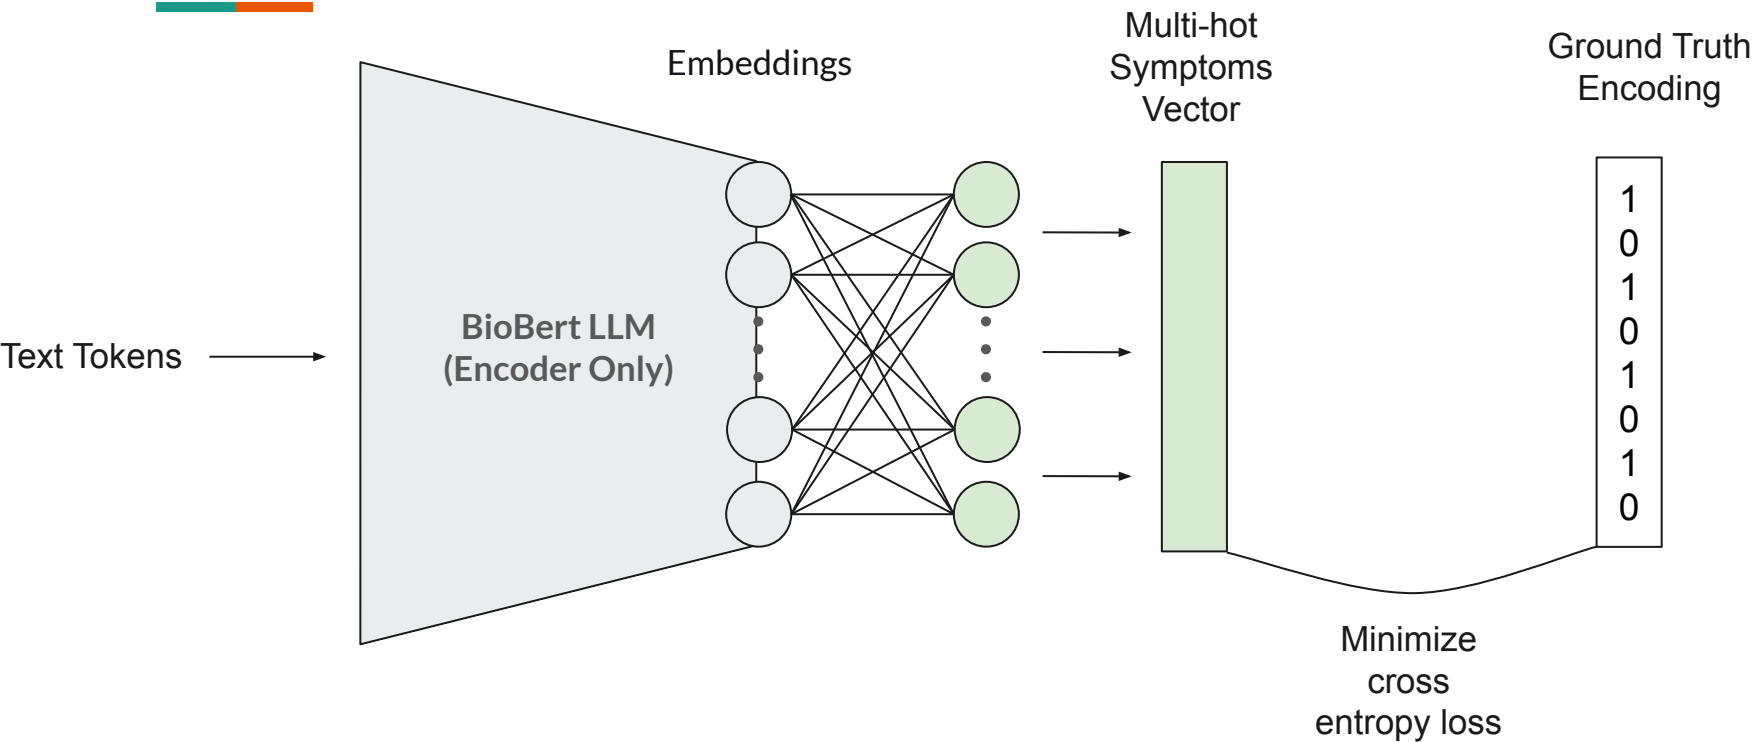 Embeddings
Multi-hot
Symptoms
Vector
Ground Truth
Encoding
Text Tokens
BioBert LLM
(Encoder Only)
1
0
1
0
1
0
1
0
Minimize
cross
entropy loss